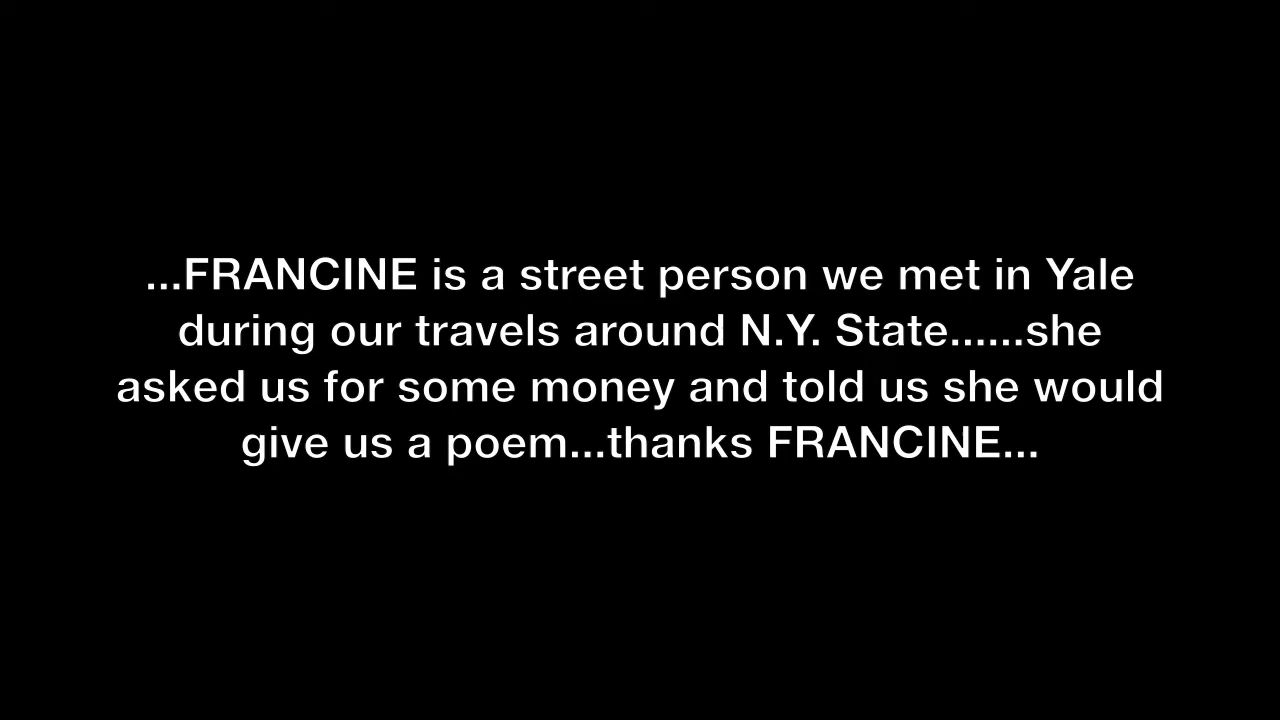 ...FRANCINE is a street person we met in Yale
during our travels around N.Y. State......she
asked us for some money and told us she would
give us a poem...thanks FRANCINE...